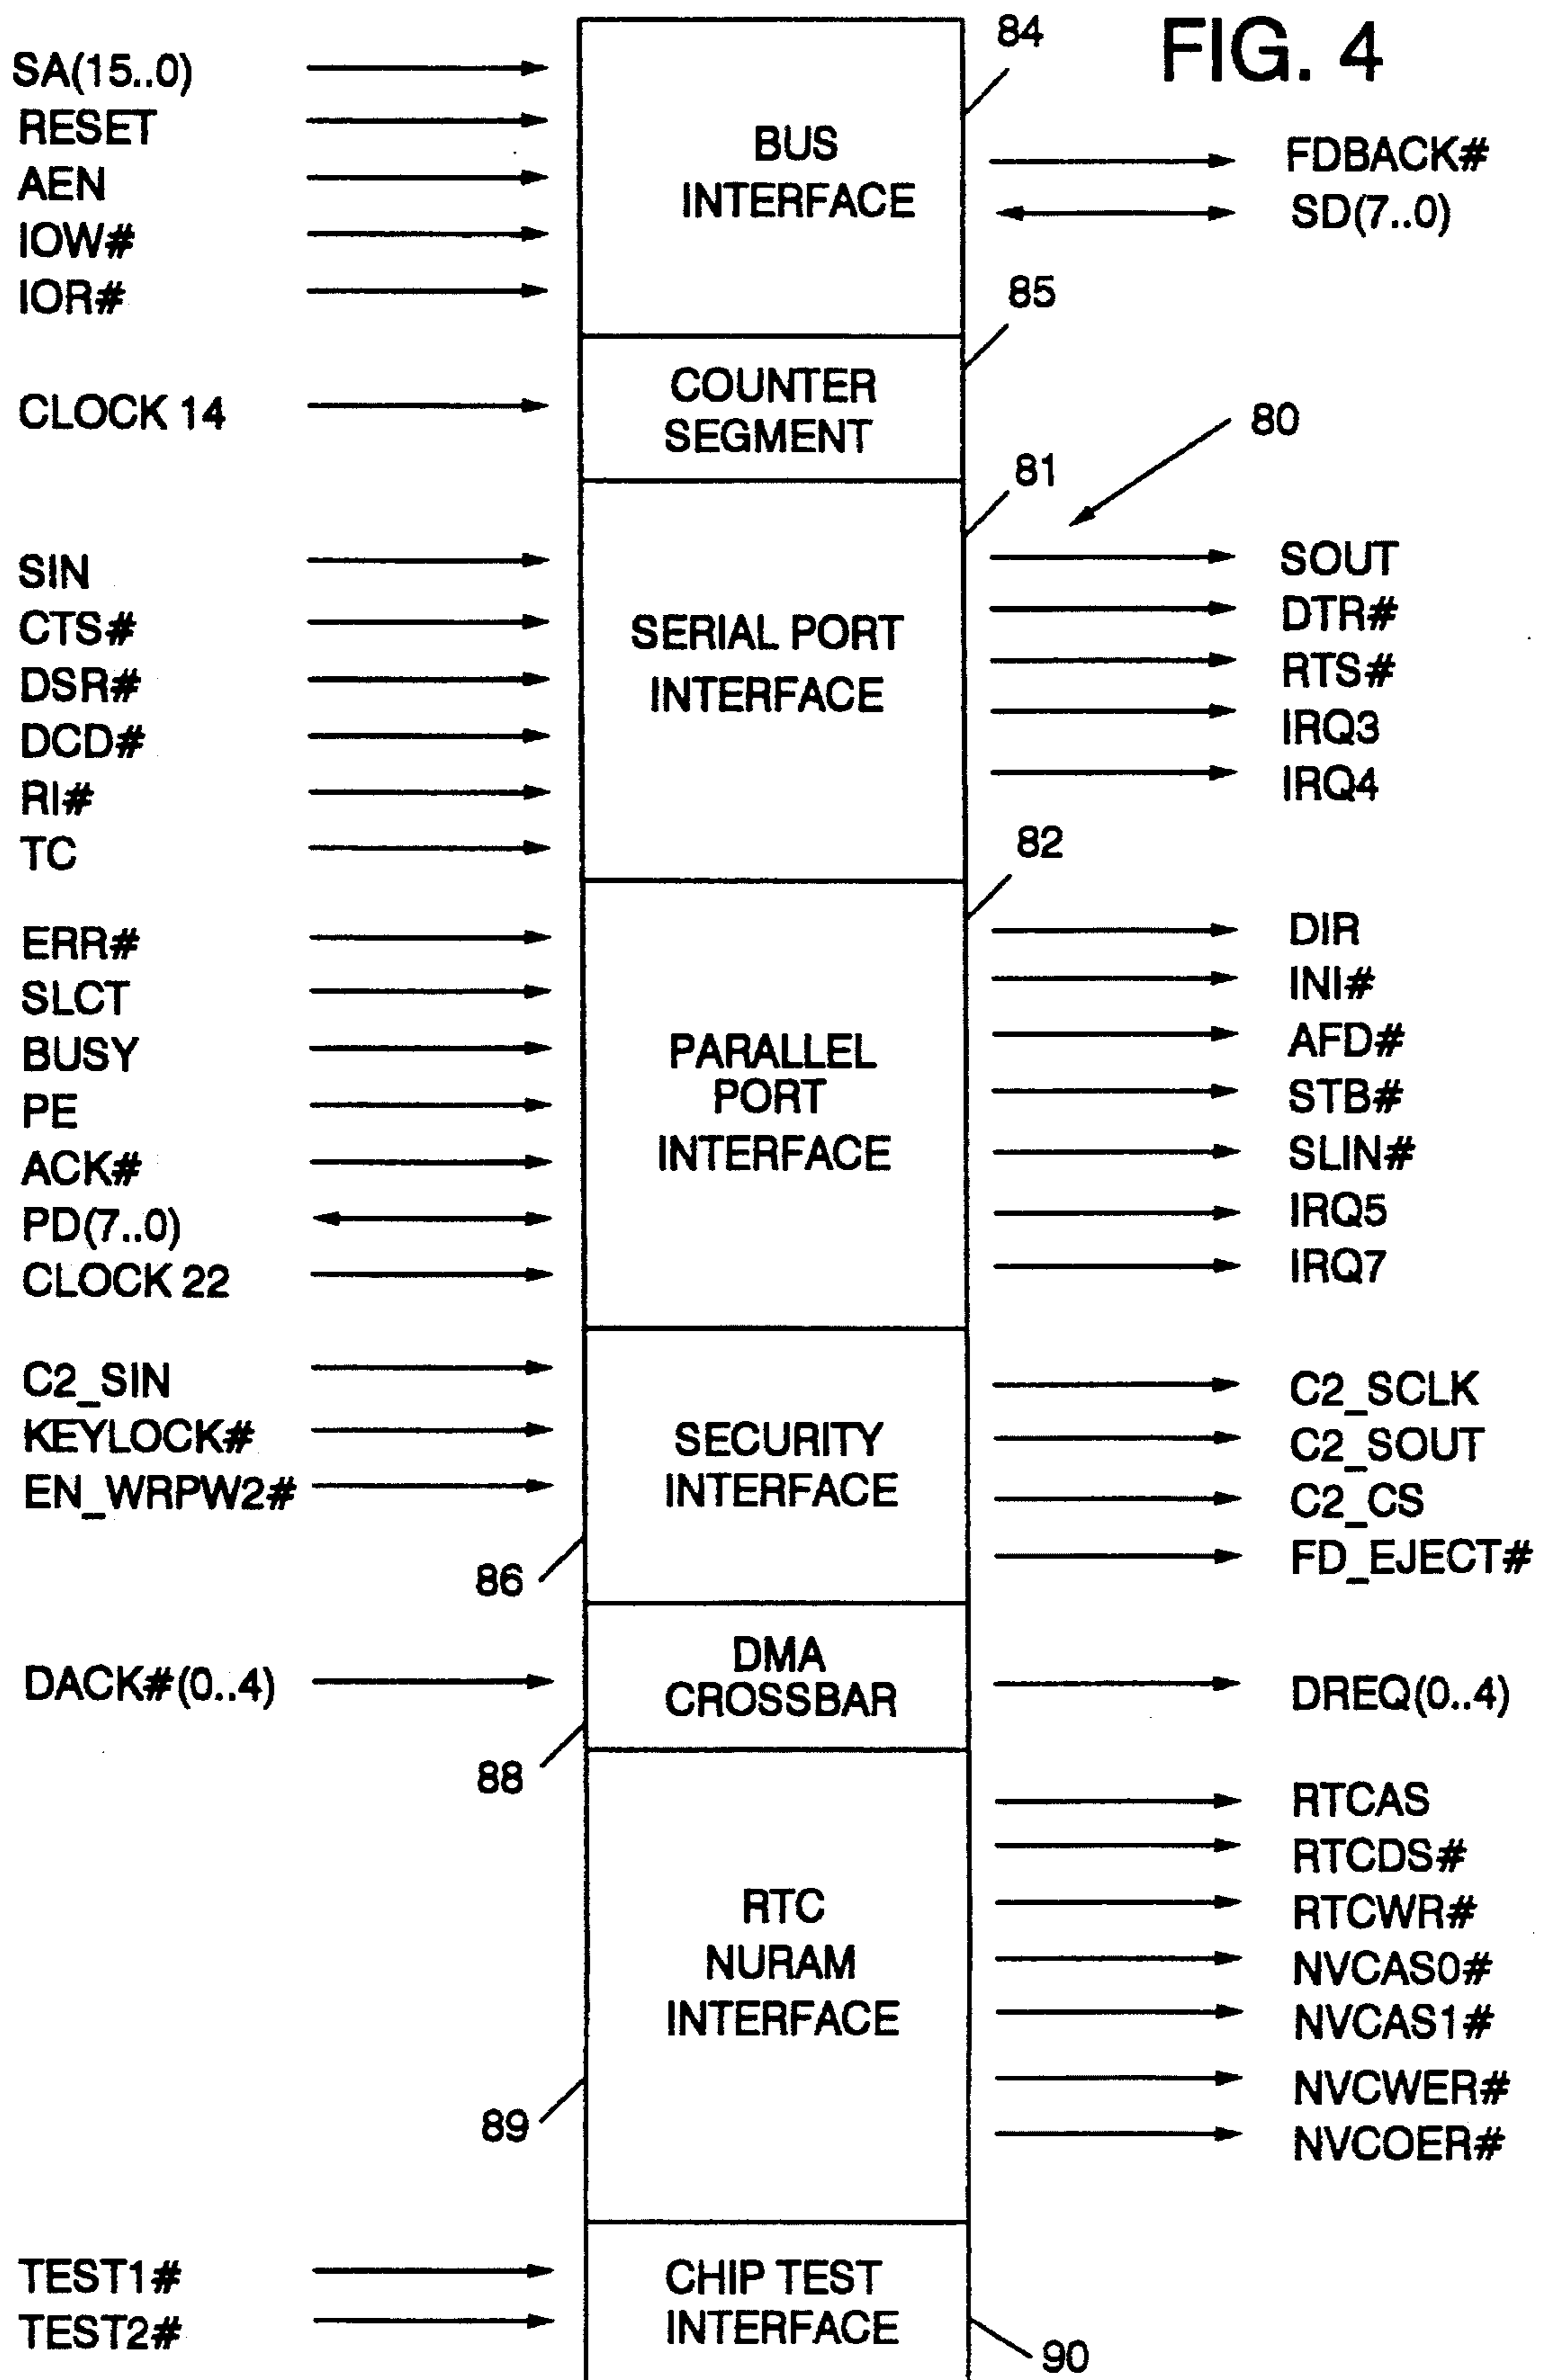 FIG. 4
84
SA(15..0)
RESET
AEN
IOW#
IOR#
BUS
INTERFACE
FDBACK#
SD(7..0)
85
CLOCK 14
COUNTER
SEGMENT
80
81
SIN
CTS#
DSR#
DCD#
RI#
TC
SERIAL PORT
INTERFACE
SOUT
DTR#
RTS#
IRQ3
IRQ4
82
ERR#
SLCT
BUSY
PE
ACK#
PD(7..0)
CLOCK 22
PARALLEL
PORT
INTERFACE
DIR
INI#
AFD#
STB#
SLIN#
IRQ5
IRQ7
C2_SIN
KEYLOCK#
EN_WRPW2#
SECURITY
INTERFACE
C2_SCLK
C2_SOUT
C2_CS
FD_EJECT#
86
DACK#(0..4)
DMA
CROSSBAR
DREQ(0..4)
88
RTC
NURAM
INTERFACE
RTCAS
RTCDS#
RTCWR#
NVCAS0#
NVCAS1#
NVCWER#
NVCOER#
89
TEST1#
TEST2#
CHIP TEST
INTERFACE
90